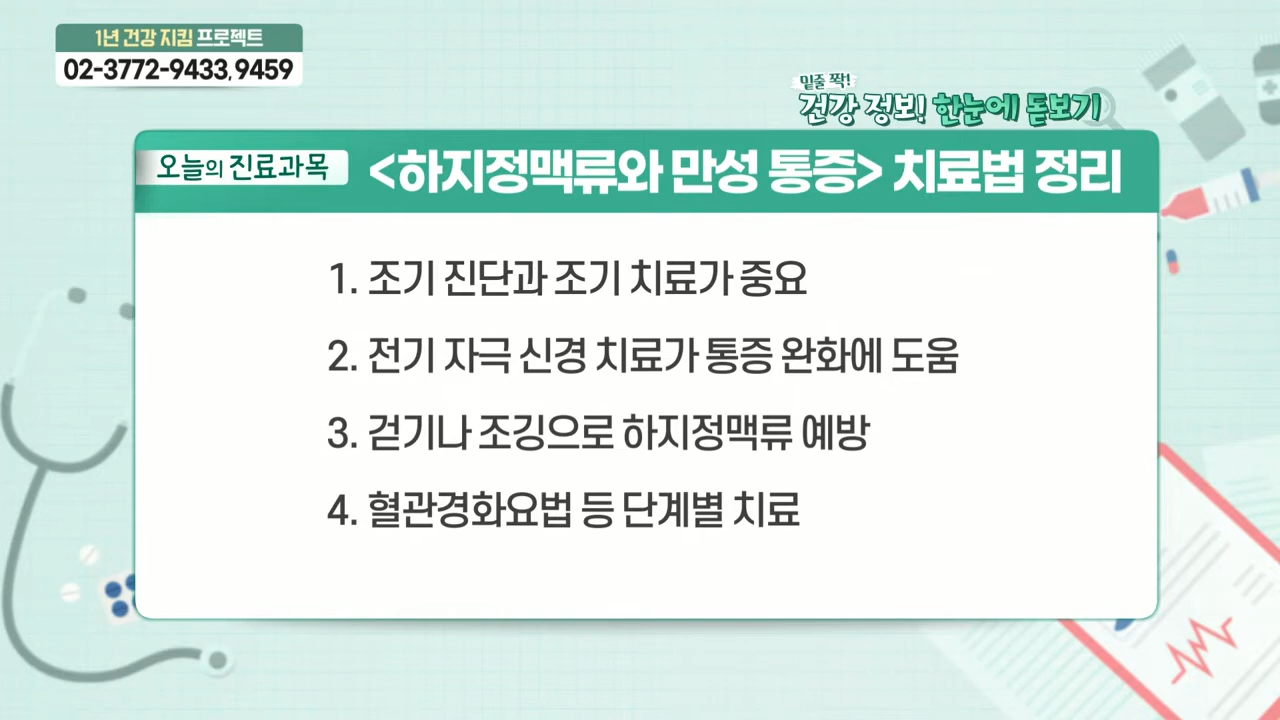 1년 건강 지킴 프로젝트
02-3772-9433, 9459
밑줄 쫙!
건강 정보! 한눈에 돋보기
오늘의 진료과목
<하지정맥류와 만성 통증> 치료법 정리
1. 조기 진단과 조기 치료가 중요
2. 전기 자극 신경 치료가 통증 완화에 도움
3. 걷기나 조깅으로 하지정맥류 예방
4. 혈관경화요법 등 단계별 치료